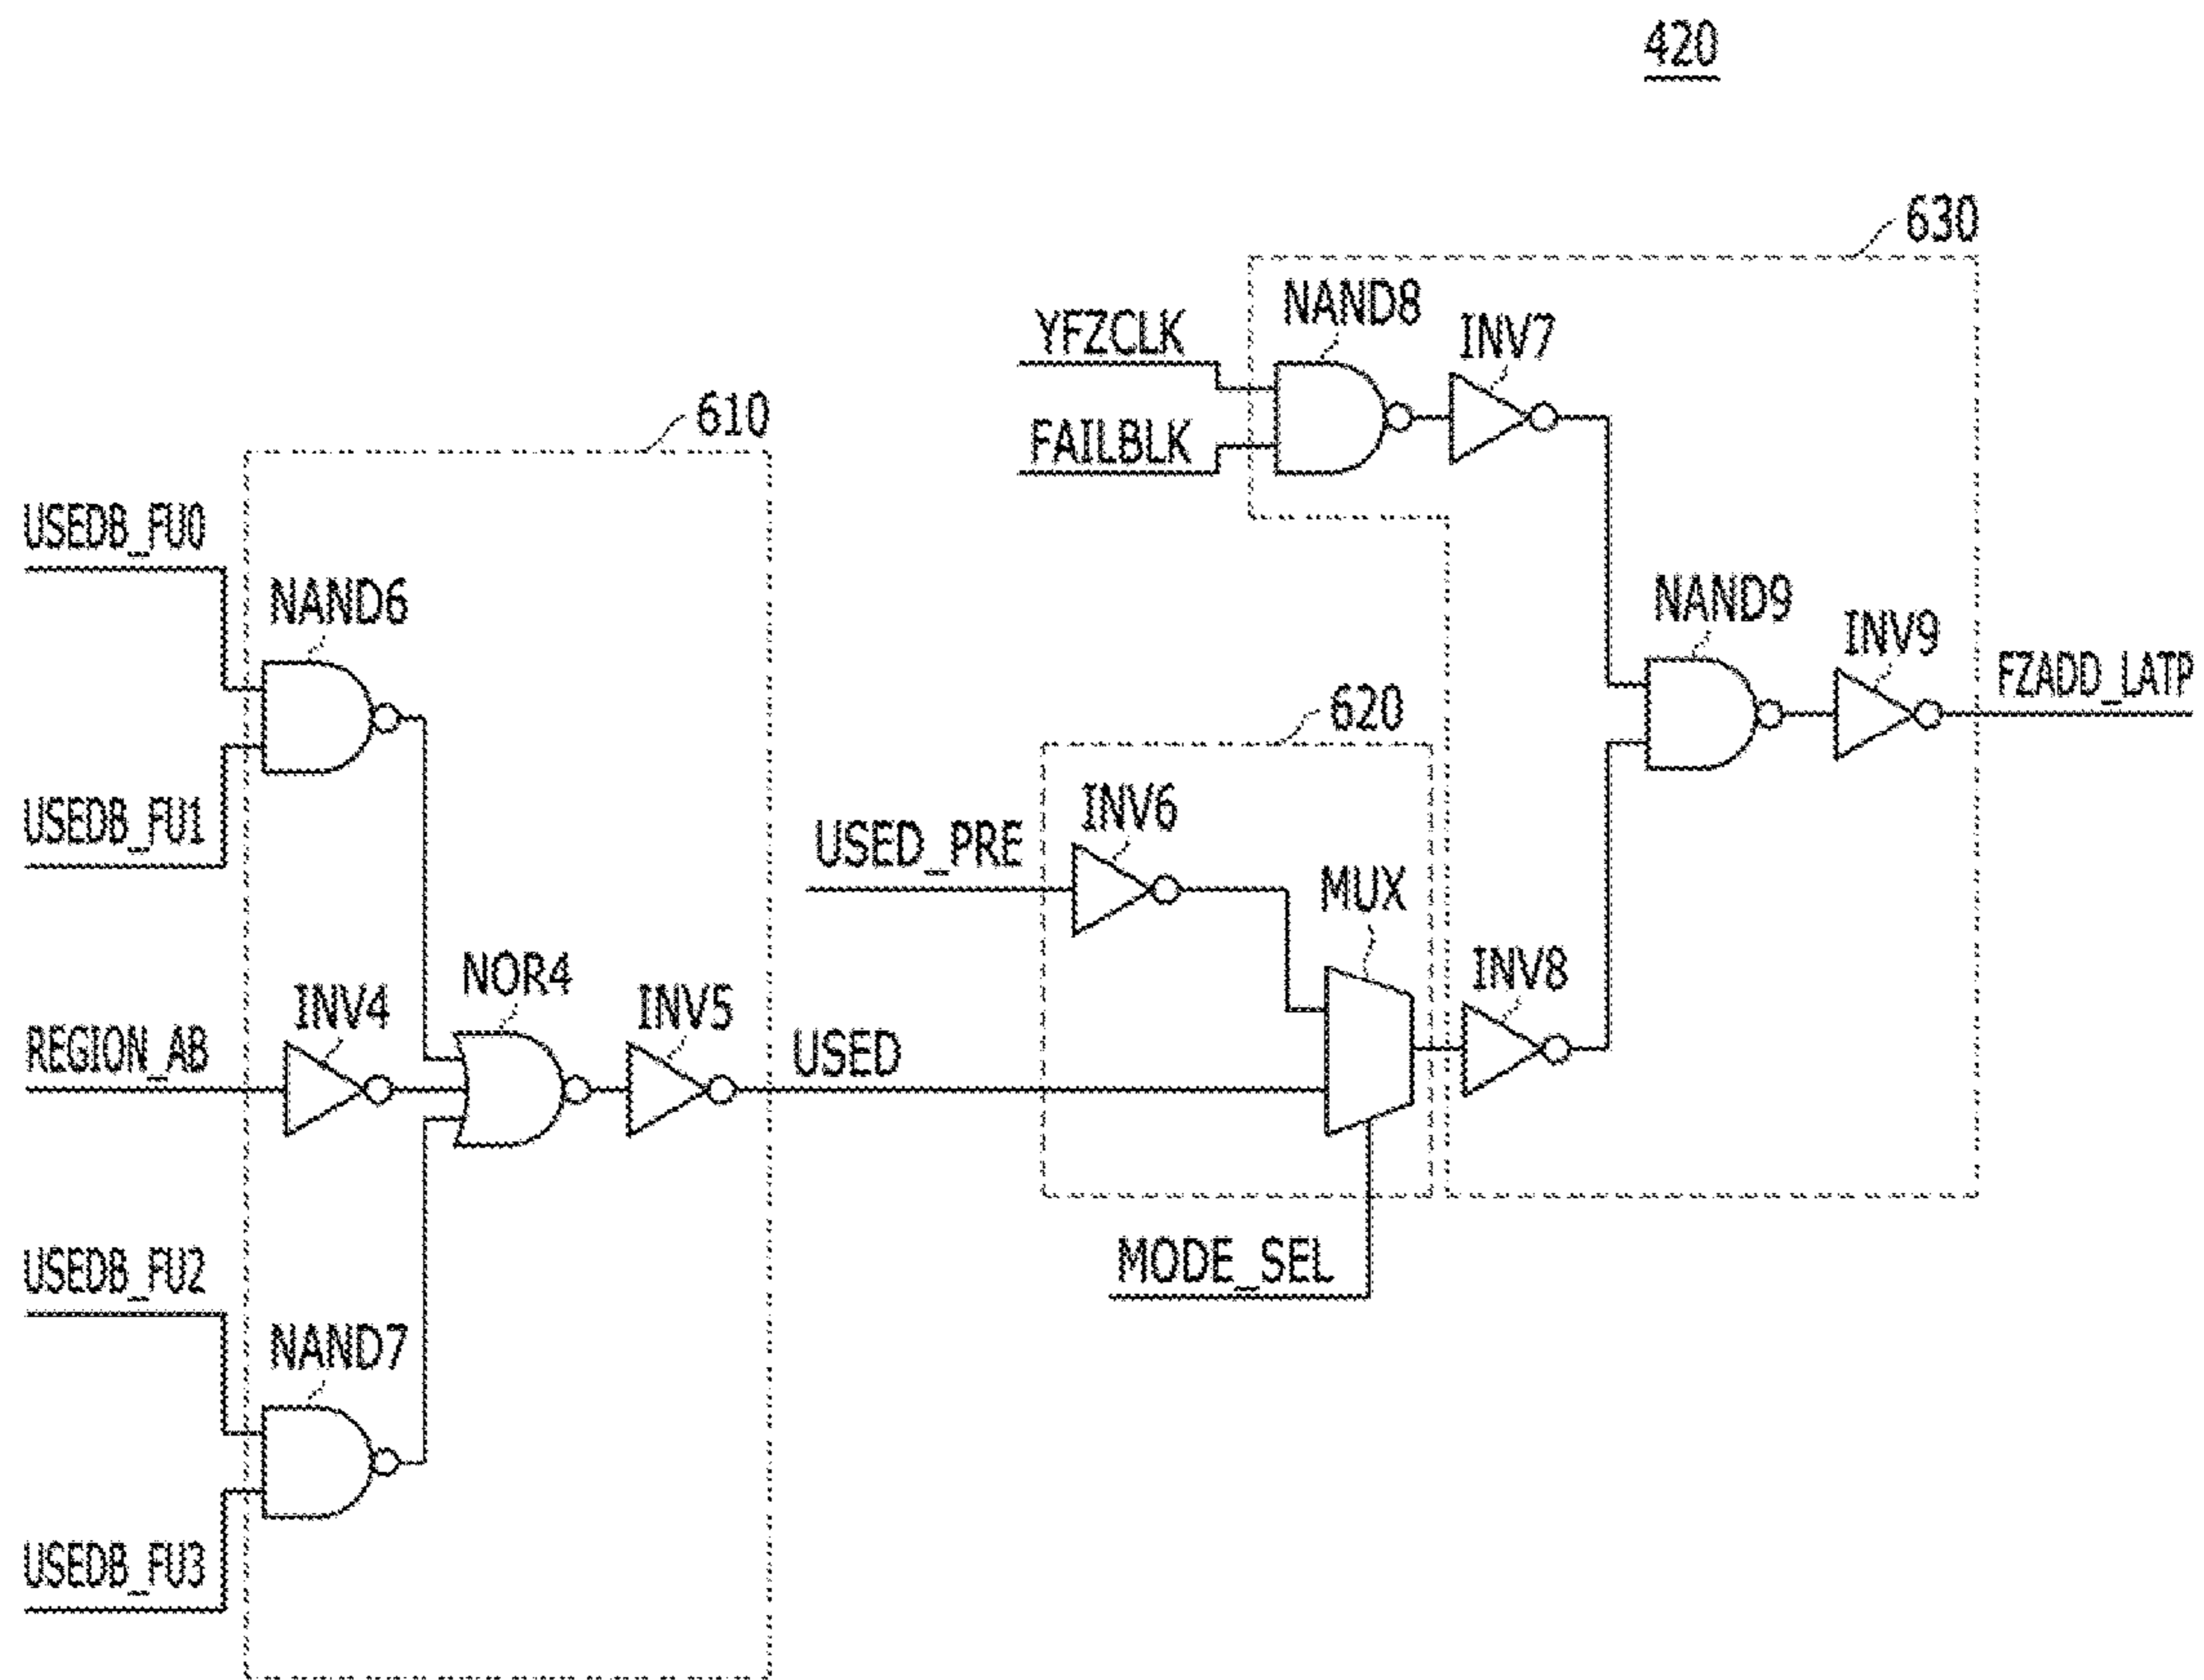 420
630
NAND8
INV7
YFZCLK
FAILBLK
610
USEDB_FU0
NAND6
NAND9
INV9
FZADD_LATP
620
USEDB_FU1
INV6
USED_PRE
MUX
NOR4
INV8
INV4
INV5
REGION_AB
USED
USEDB_FU2
MODE_SEL
NAND7
USEDB_FU3